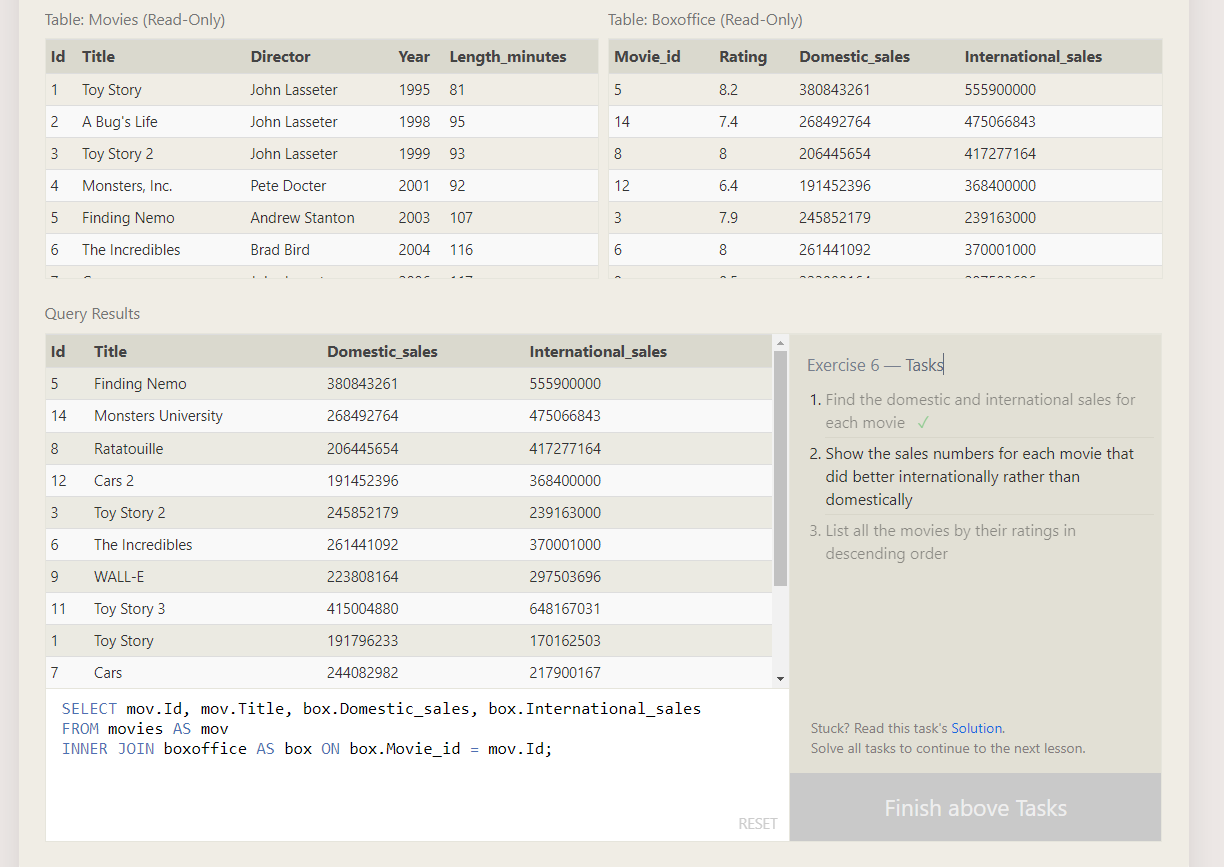 Table: Movies (Read-Only)
Table: Boxoffice (Read-Only)
Id Title Director Year Length_minutes
1 Toy Story John Lasseter 1995 81
2 A Bug's Life John Lasseter 1998 95
3 Toy Story 2 John Lasseter 1999 93
4 Monsters, Inc. Pete Docter 2001 92
5 Finding Nemo Andrew Stanton 2003 107
6 The Incredibles Brad Bird 2004 116
Movie_id Rating Domestic_sales International_sales
5 8.2 380843261 555900000
14 7.4 268492764 475066843
8 8 206445654 417277164
12 6.4 191452396 368400000
3 7.9 245852179 239163000
6 8 261441092 370001000
Query Results
Id Title Domestic_sales International_sales
5 Finding Nemo 380843261 555900000
14 Monsters University 268492764 475066843
8 Ratatouille 206445654 417277164
12 Cars 2 191452396 368400000
3 Toy Story 2 245852179 239163000
6 The Incredibles 261441092 370001000
9 WALL-E 223808164 297503696
11 Toy Story 3 415004880 648167031
1 Toy Story 191796233 170162503
7 Cars 244082982 217900167
SELECT mov.Id, mov.Title, box.Domestic_sales, box.International_sales
FROM movies AS mov
INNER JOIN boxoffice AS box ON box.Movie_id = mov.Id;
RESET
Exercise 6 — Tasks
1. Find the domestic and international sales for
each movie ✓
2. Show the sales numbers for each movie that
did better internationally rather than
domestically
3. List all the movies by their ratings in
descending order
Stuck? Read this task's Solution.
Solve all tasks to continue to the next lesson.
Finish above Tasks